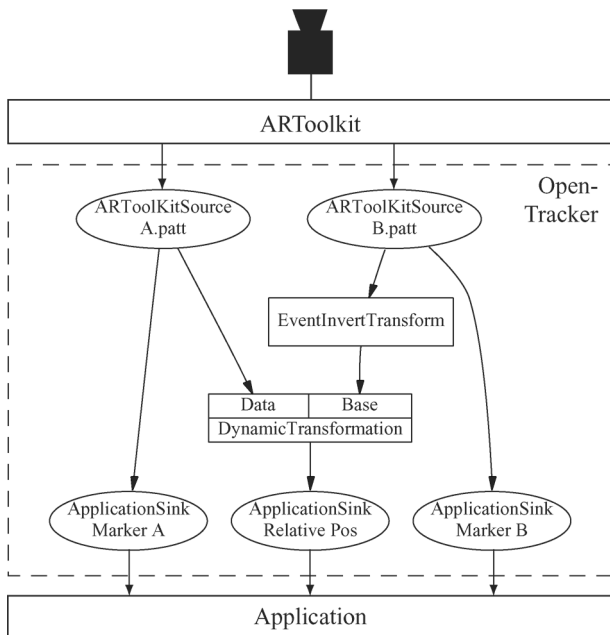 ARToolkit
Open-
Tracker
ARToolKitSource
A.patt
ARToolKitSource
B.patt
EventInvertTransform
Data
Base
DynamicTransformation
ApplicationSink
Marker A
ApplicationSink
Relative Pos
ApplicationSink
Marker B
Application